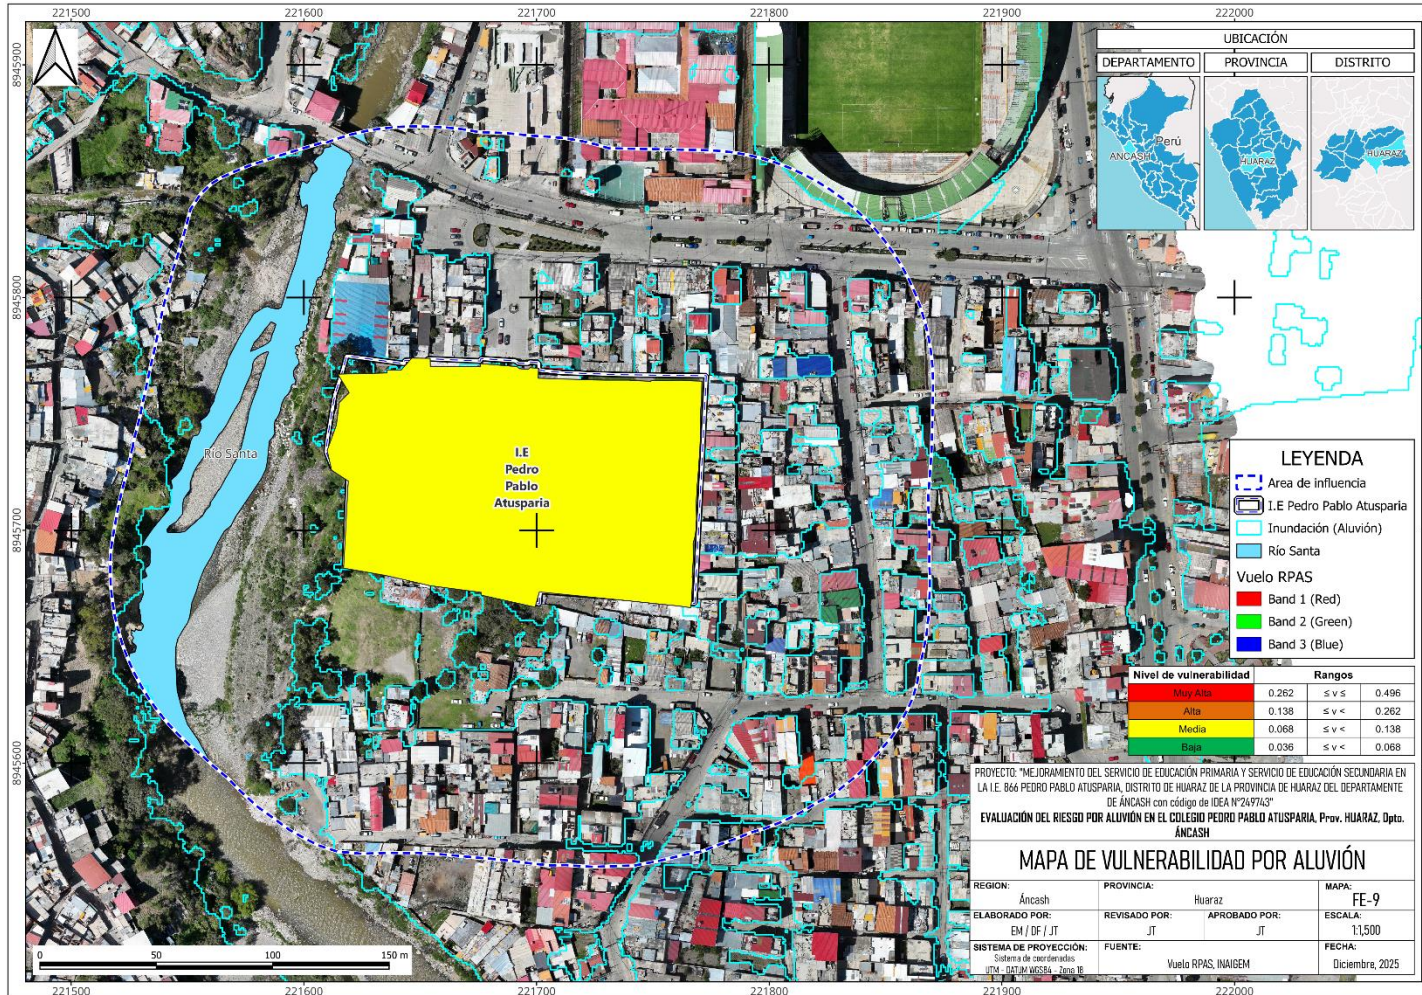 221500 221600 221700 221800 221900 222000
8945900
8945800
8945700
8945600
UBICACIÓN
DEPARTAMENTO PROVINCIA DISTRITO
Perú
ANCASH
HUARAZ
HUARAZ
Río Santa
I.E
Pedro
Pablo
Atusparia
LEYENDA
Area de influencia
I.E Pedro Pablo Atusparia
Inundación (Aluvión)
Río Santa
Vuelo RPAS
Band 1 (Red)
Band 2 (Green)
Band 3 (Blue)
Nivel de vulnerabilidad Rangos
Muy Alta 0.262 ≤ v ≤ 0.496
Alta 0.138 ≤ v < 0.262
Media 0.068 ≤ v < 0.138
Baja 0.036 ≤ v < 0.068
PROYECTO: "MEJORAMIENTO DEL SERVICIO DE EDUCACIÓN PRIMARIA Y SERVICIO DE EDUCACIÓN SECUNDARIA EN
LA I.E. 866 PEDRO PABLO ATUSPARIA, DISTRITO DE HUARAZ DE LA PROVINCIA DE HUARAZ DEL DEPARTAMENTE
DE ÁNCASH con código de IDEA N°249743"
EVALUACIÓN DEL RIESGO POR ALUVIÓN EN EL COLEGIO PEDRO PABLO ATUSPARIA, Prov. HUARAZ, Dpto.
ÁNCASH
MAPA DE VULNERABILIDAD POR ALUVIÓN
REGION: PROVINCIA: MAPA:
Áncash Huaraz FE-9
ELABORADO POR: REVISADO POR: APROBADO POR: ESCALA:
EM / DF / JT JT JT 1:1,500
SISTEMA DE PROYECCIÓN: FUENTE: FECHA:
Sistema de coordenadas
UTM - DATUM WGS84 - Zona 18 Vuelo RPAS, INAIGEM Diciembre, 2025
0 50 100 150 m
221500 221600 221700 221800 221900 222000